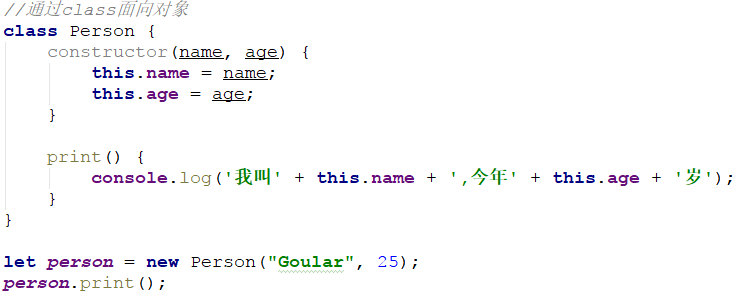 //通过class面向对象
class Person {
    constructor(name, age) {
        this.name = name;
        this.age = age;
    }

    print() {
        console.log('我叫' + this.name + ',今年' + this.age + '岁');
    }
}

let person = new Person("Goular", 25);
person.print();